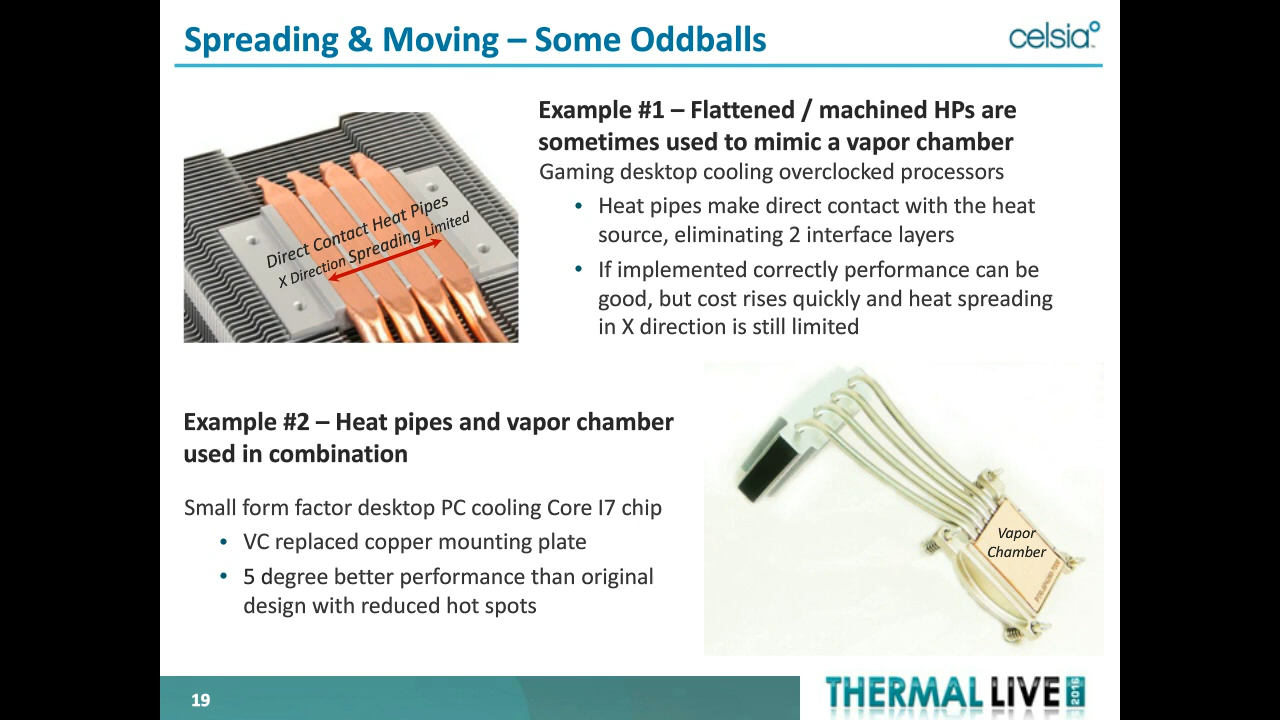 Spreading & Moving – Some Oddballs
celsia
Example #1 – Flattened / machined HPs are
sometimes used to mimic a vapor chamber
Gaming desktop cooling overclocked processors
• Heat pipes make direct contact with the heat
source, eliminating 2 interface layers
• If implemented correctly performance can be
good, but cost rises quickly and heat spreading
in X direction is still limited
Direct Contact Heat Pipes
X Direction Spreading Limited
Example #2 – Heat pipes and vapor chamber
used in combination
Small form factor desktop PC cooling Core I7 chip
• VC replaced copper mounting plate
• 5 degree better performance than original
design with reduced hot spots
Vapor
Chamber
19
THERMAL LIVE 2016